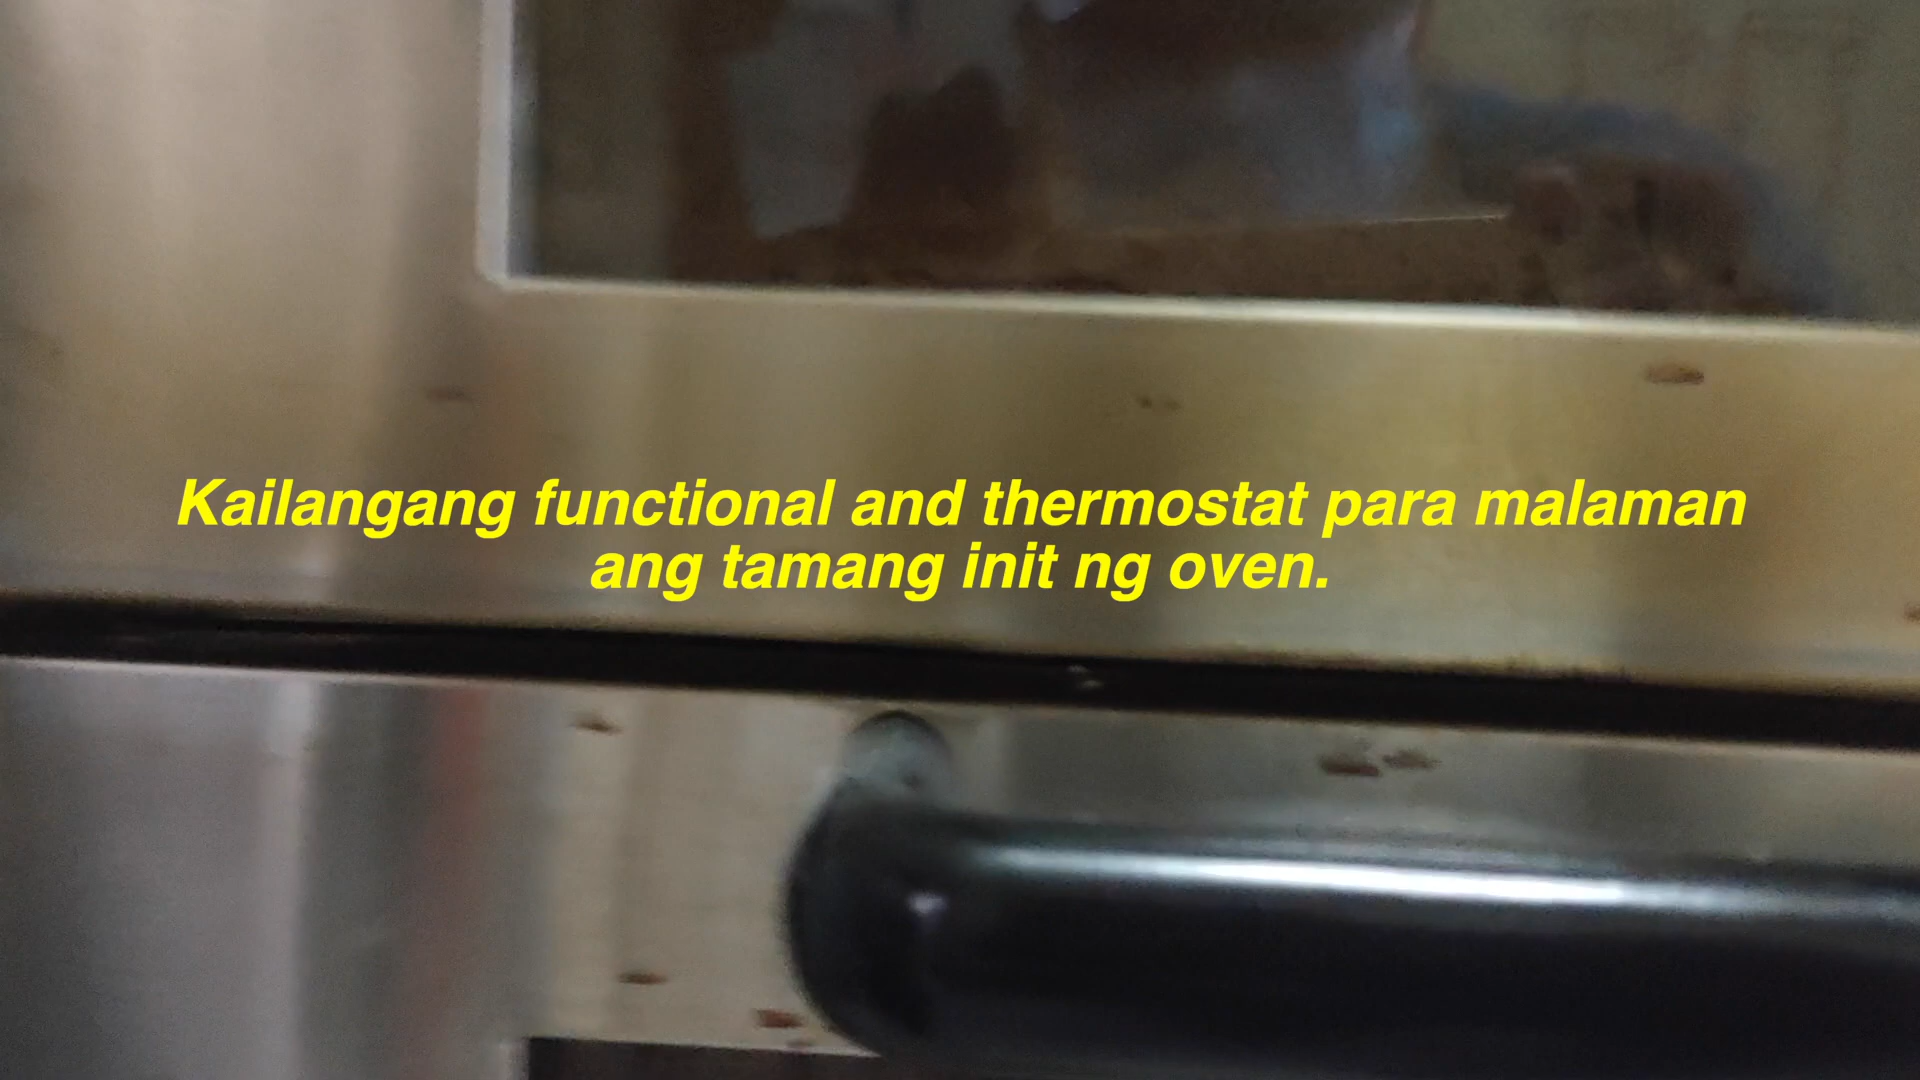 Kailangang functional and thermostat para malaman
ang tamang init ng oven.